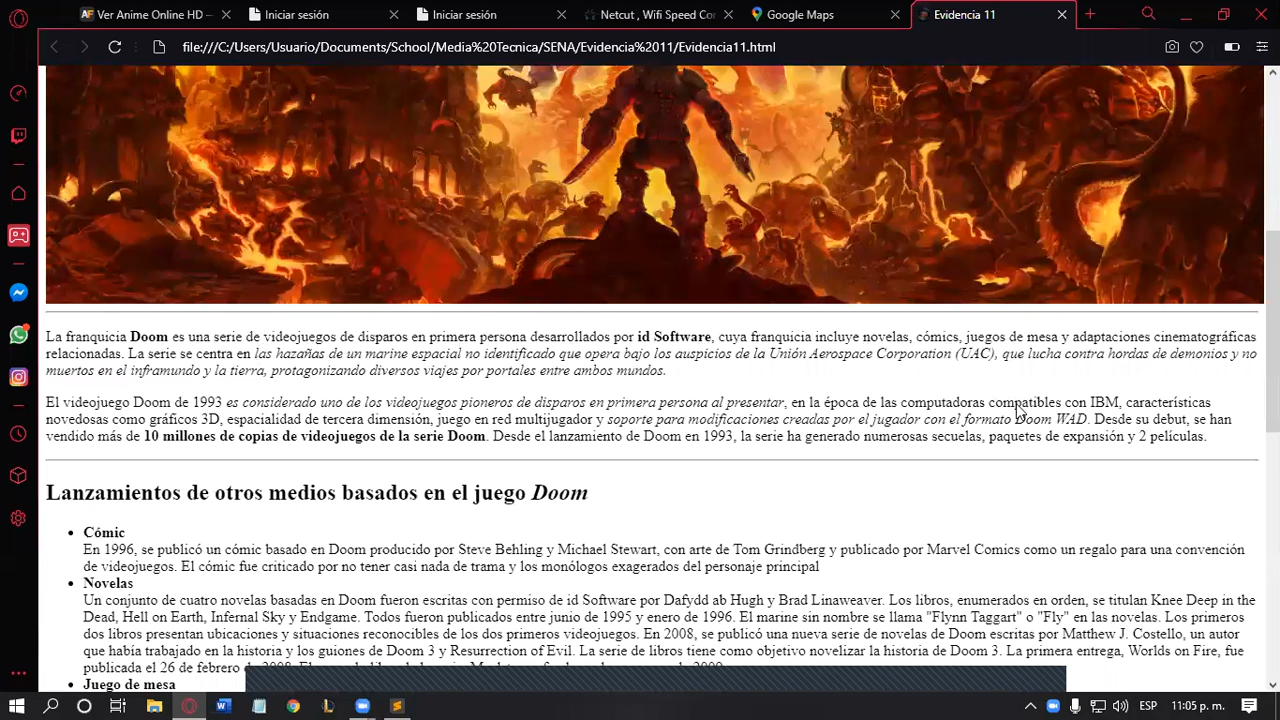 Ver Anime Online HD –
Iniciar sesión
Iniciar sesión
Netcut , Wifi Speed Co
Google Maps
Evidencia 11
file:///C:/Users/Usuario/Documents/School/Media%20Tecnica/SENA/Evidencia%2011/Evidencia11.html
La franquicia Doom es una serie de videojuegos de disparos en primera persona desarrollados por id Software, cuya franquicia incluye novelas, cómics, juegos de mesa y adaptaciones cinematográficas
relacionadas. La serie se centra en las hazañas de un marine espacial no identificado que opera bajo los auspicios de la Unión Aerospace Corporation (UAC), que lucha contra hordas de demonios y no
muertos en el inframundo y la tierra, protagonizando diversos viajes por portales entre ambos mundo.
El videojuego Doom de 1993 es considerado uno de los videojuegos pioneros de disparos en primera persona al presentar, en la época de las computadoras compatibles con IBM, características
novedosas como gráficos 3D, espacialidad de tercera dimensión, juego en red multijugador y soporte para modificaciones creadas por el jugador con el formato Doom WAD. Desde su debut, se han
vendido más de 10 millones de copias de videojuegos de la serie Doom. Desde el lanzamiento de Doom en 1993, la serie ha generado numerosas secuelas, paquetes de expansión y 2 películas.
Lanzamientos de otros medios basados en el juego Doom
• Cómic
En 1996, se publicó un cómic basado en Doom producido por Steve Behling y Michael Stewart, con arte de Tom Grindberg y publicado por Marvel Comics como un regalo para una convención
de videojuegos. El cómic fue criticado por no tener casi nada de trama y los monólogos exagerados del personaje principal
• Novelas
Un conjunto de cuatro novelas basadas en Doom fueron escritas con permiso de id Software por Dafydd ab Hugh y Brad Linaweaver. Los libros, enumerados en orden, se titulan Knee Deep in the
Dead, Hell on Earth, Infernal Sky y Endgame. Todos fueron publicados entre junio de 1995 y enero de 1996. El marine sin nombre se llama "Flynn Taggart" o "Fly" en las novelas. Los primeros
dos libros presentan ubicaciones y situaciones reconocibles de los dos primeros videojuegos. En 2008, se publicó una nueva serie de novelas de Doom escritas por Matthew J. Costello, un autor
que había trabajado en la historia y los guiones de Doom 3 y Resurrection of Evil. La serie de libros tiene como objetivo novelizar la historia de Doom 3. La primera entrega, Worlds on Fire, fue
publicada el 26 de febrero
• Juego de mesa
ESP
11:05 p. m.